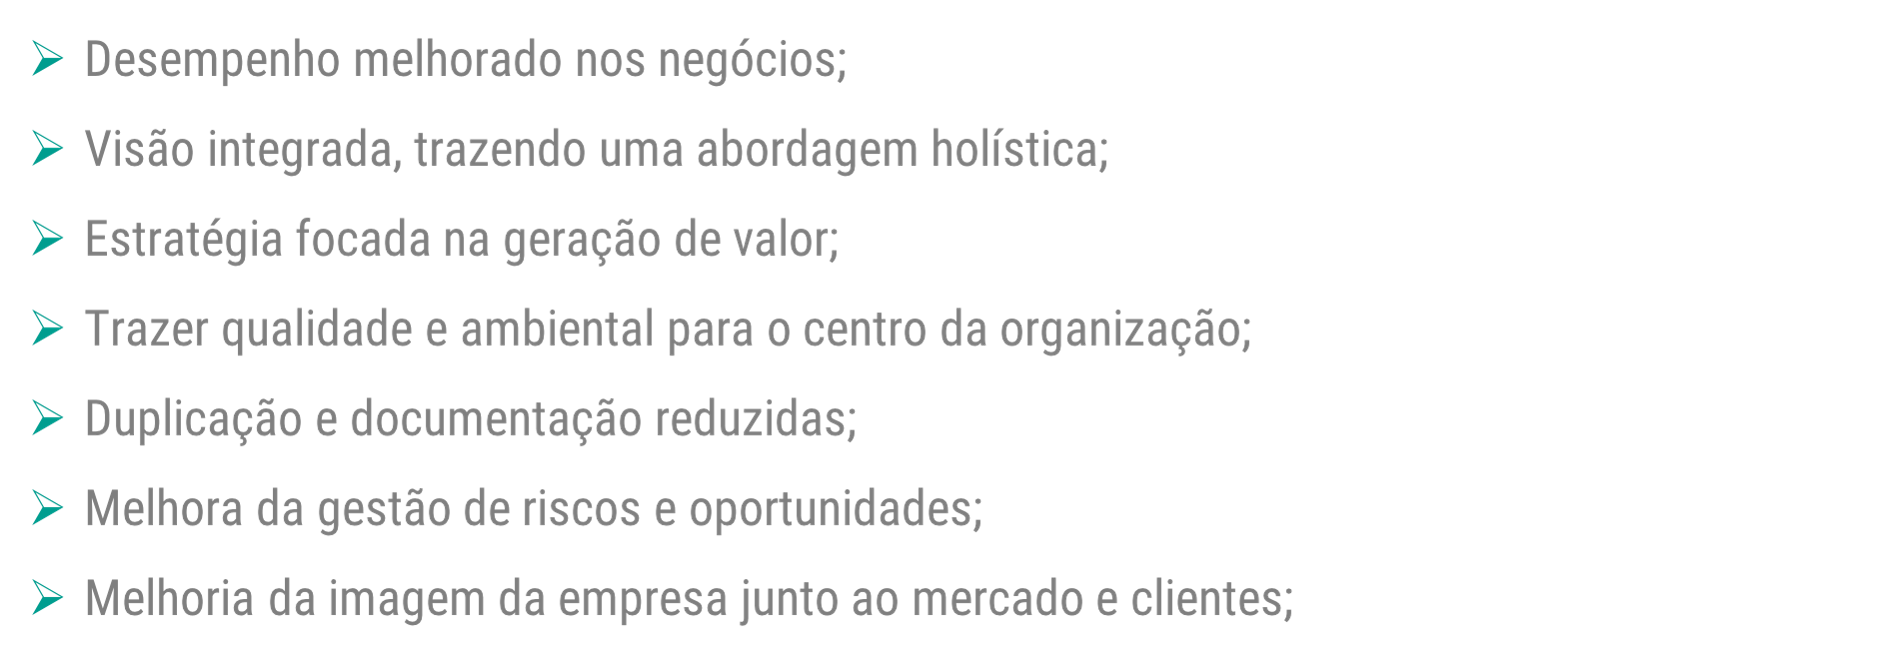 Desempenho melhorado nos negócios;
Visão integrada, trazendo uma abordagem holística;
Estratégia focada na geração de valor;
Trazer qualidade e ambiental para o centro da organização;
Duplicação e documentação reduzidas;
Melhora da gestão de riscos e oportunidades;
Melhoria da imagem da empresa junto ao mercado e clientes;